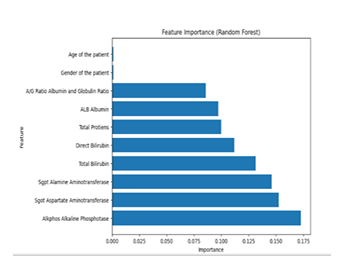 Feature Importance (Random Forest)
Age of the patient
Gender of the patient
A/G Ratio Albumin and Globulin Ratio
ALB Albumin
Total Protiens
Direct Bilirubin
Total Bilirubin
Sgpt Alamine Aminotransferase
Sgot Aspartate Aminotransferase
Alkphos Alkaline Phosphotase
Feature
0.000 0.025 0.050 0.075 0.100 0.125 0.150 0.175
Importance